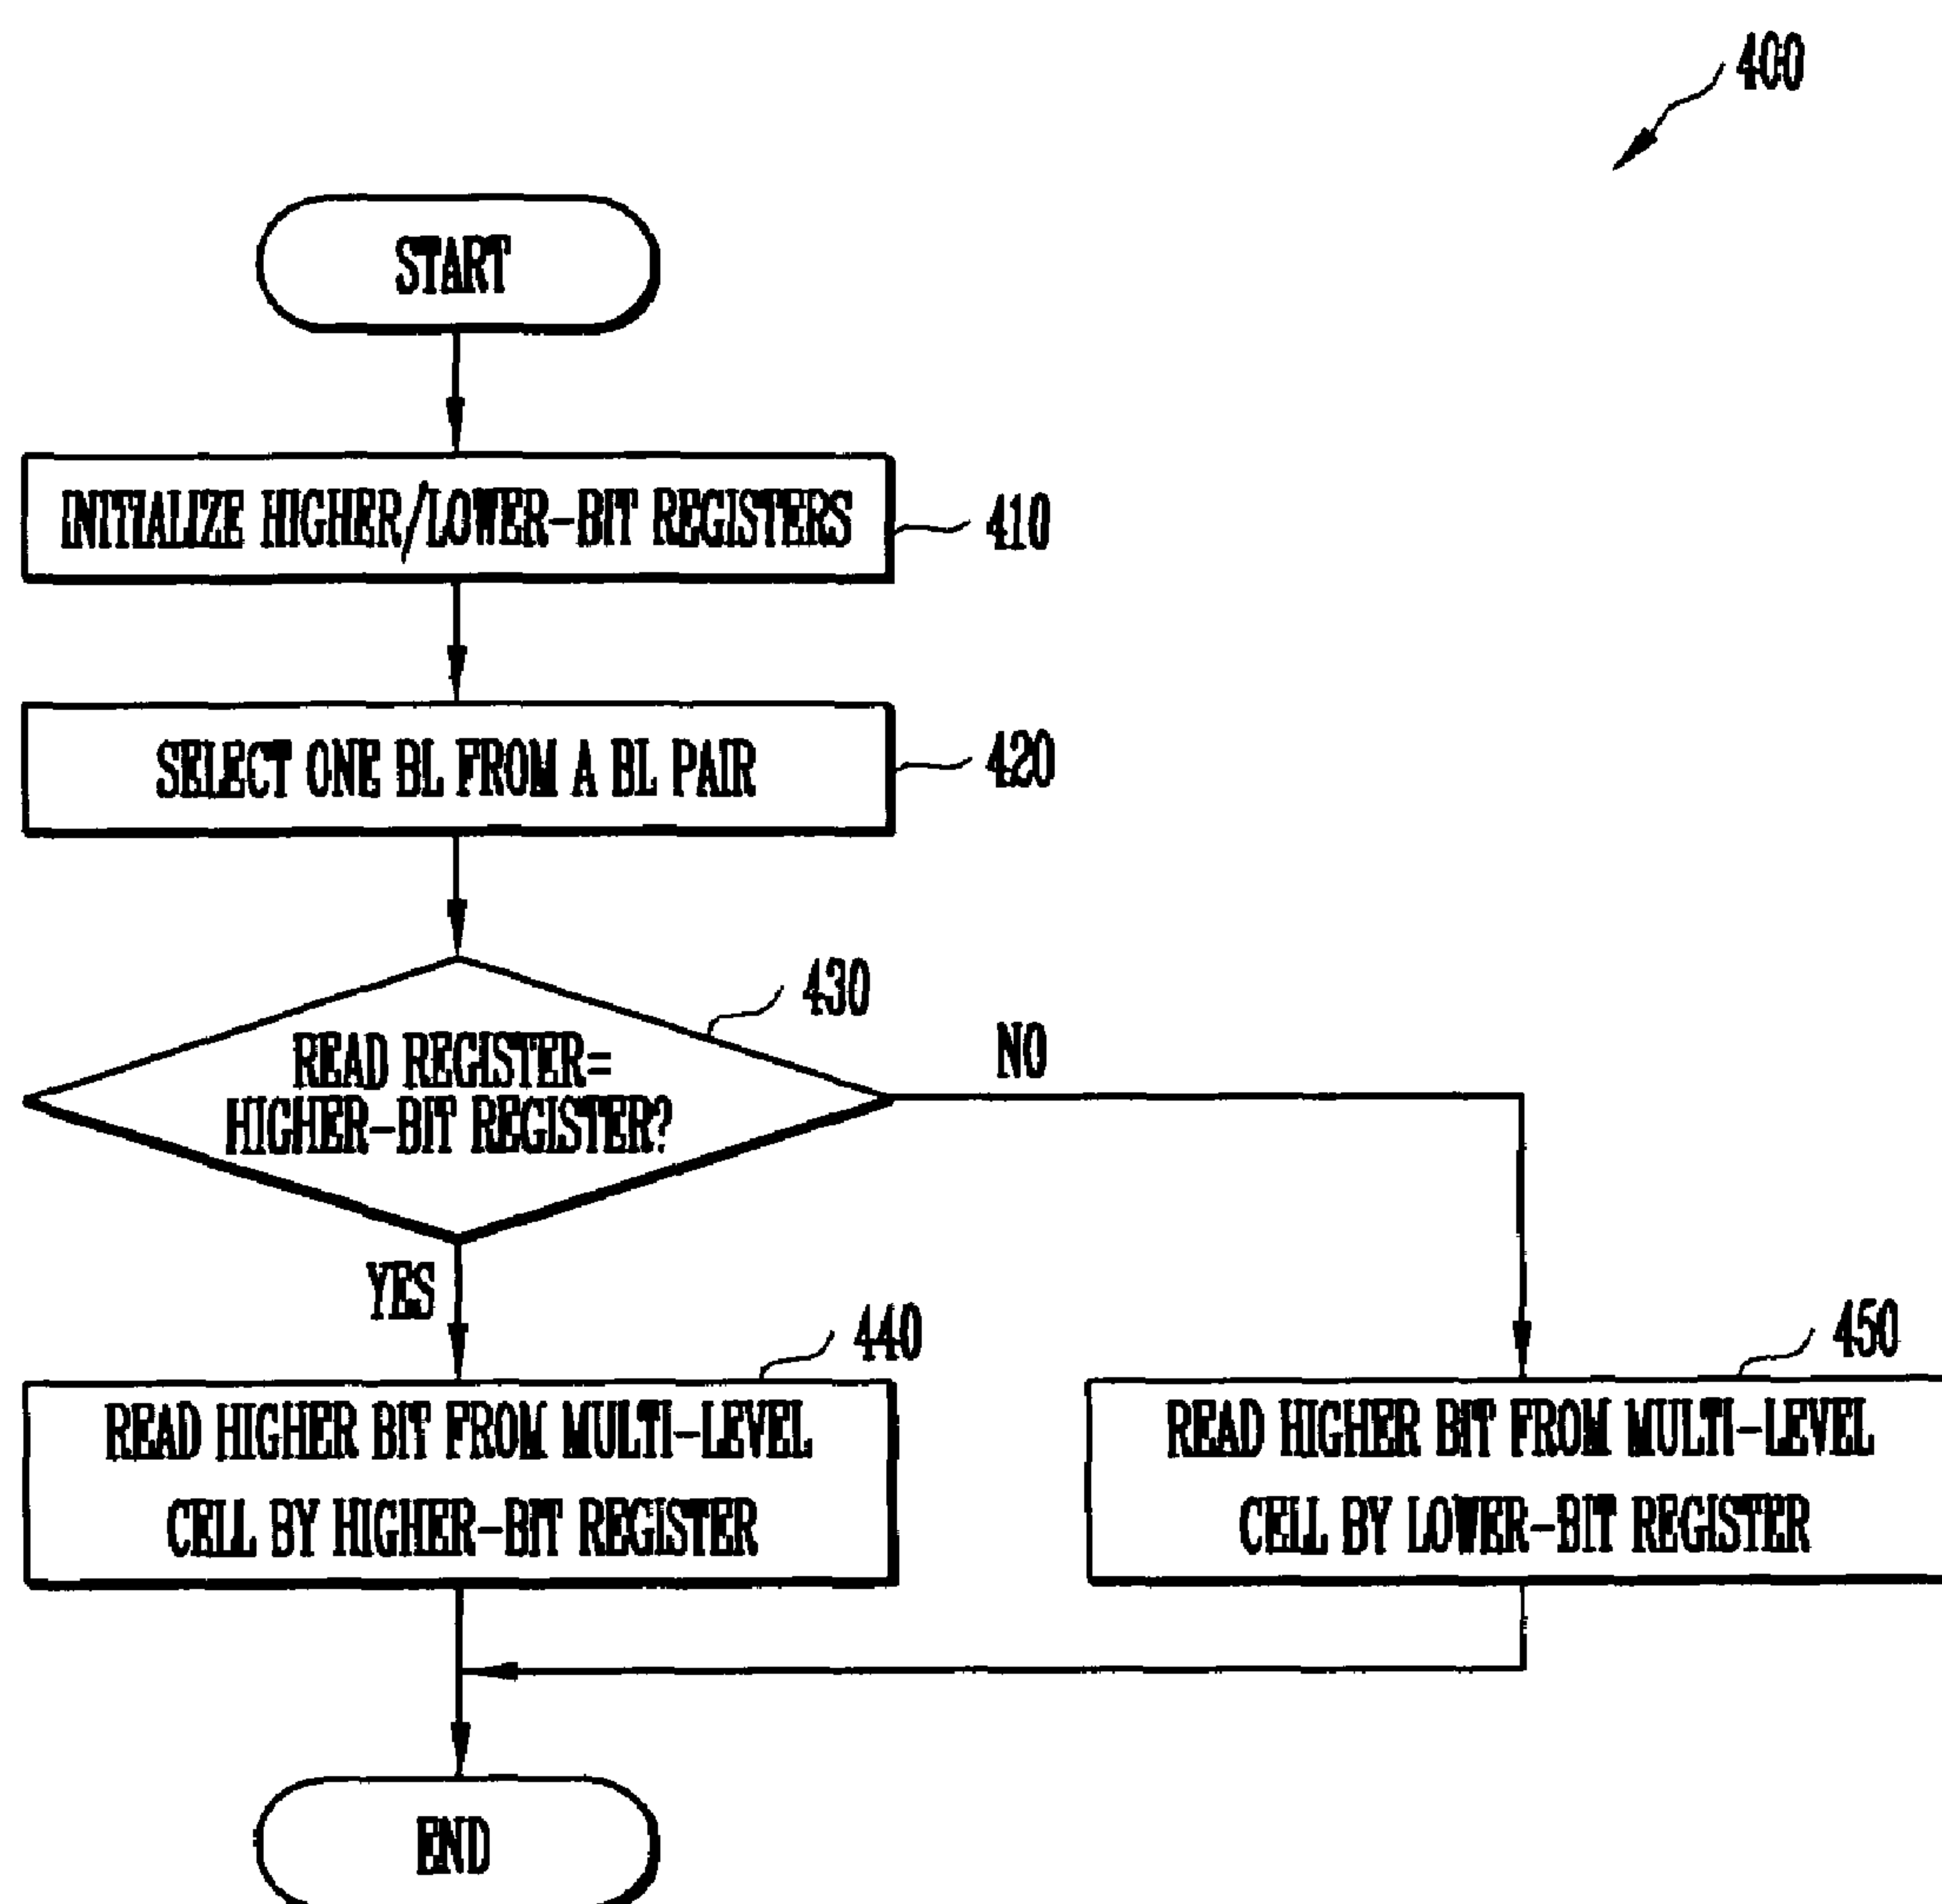 400
START
INITIALIZE HIGHER/LOWER-BIT REGISTERS
410
SELECT ONE BL FROM A BL PAIR
420
430
READ REGISTER=
HIGHER-BIT REGISTER?
NO
YES
440
READ HIGHER BIT FROM MULTI-LEVEL
CELL BY HIGHER-BIT REGISTER
450
READ HIGHER BIT FROM MULTI-LEVEL
CELL BY LOWER-BIT REGISTER
END